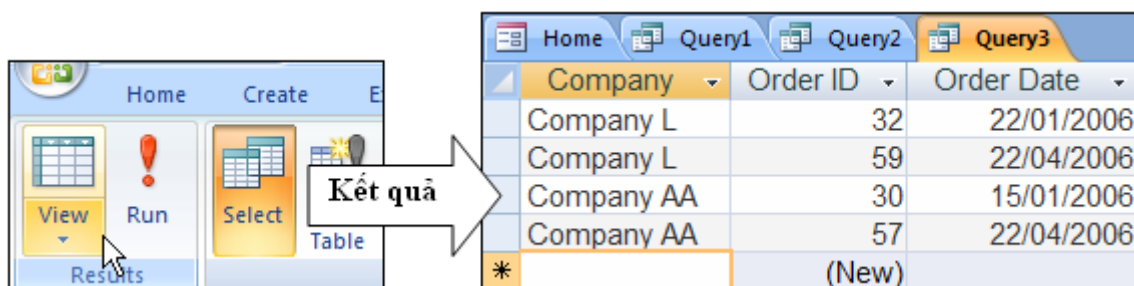 Home Create
View Run Select
Table
Results
Kết quả
Home Query1 Query2 Query3
Company Order ID Order Date
Company L 32 22/01/2006
Company L 59 22/04/2006
Company AA 30 15/01/2006
Company AA 57 22/04/2006
* (New)